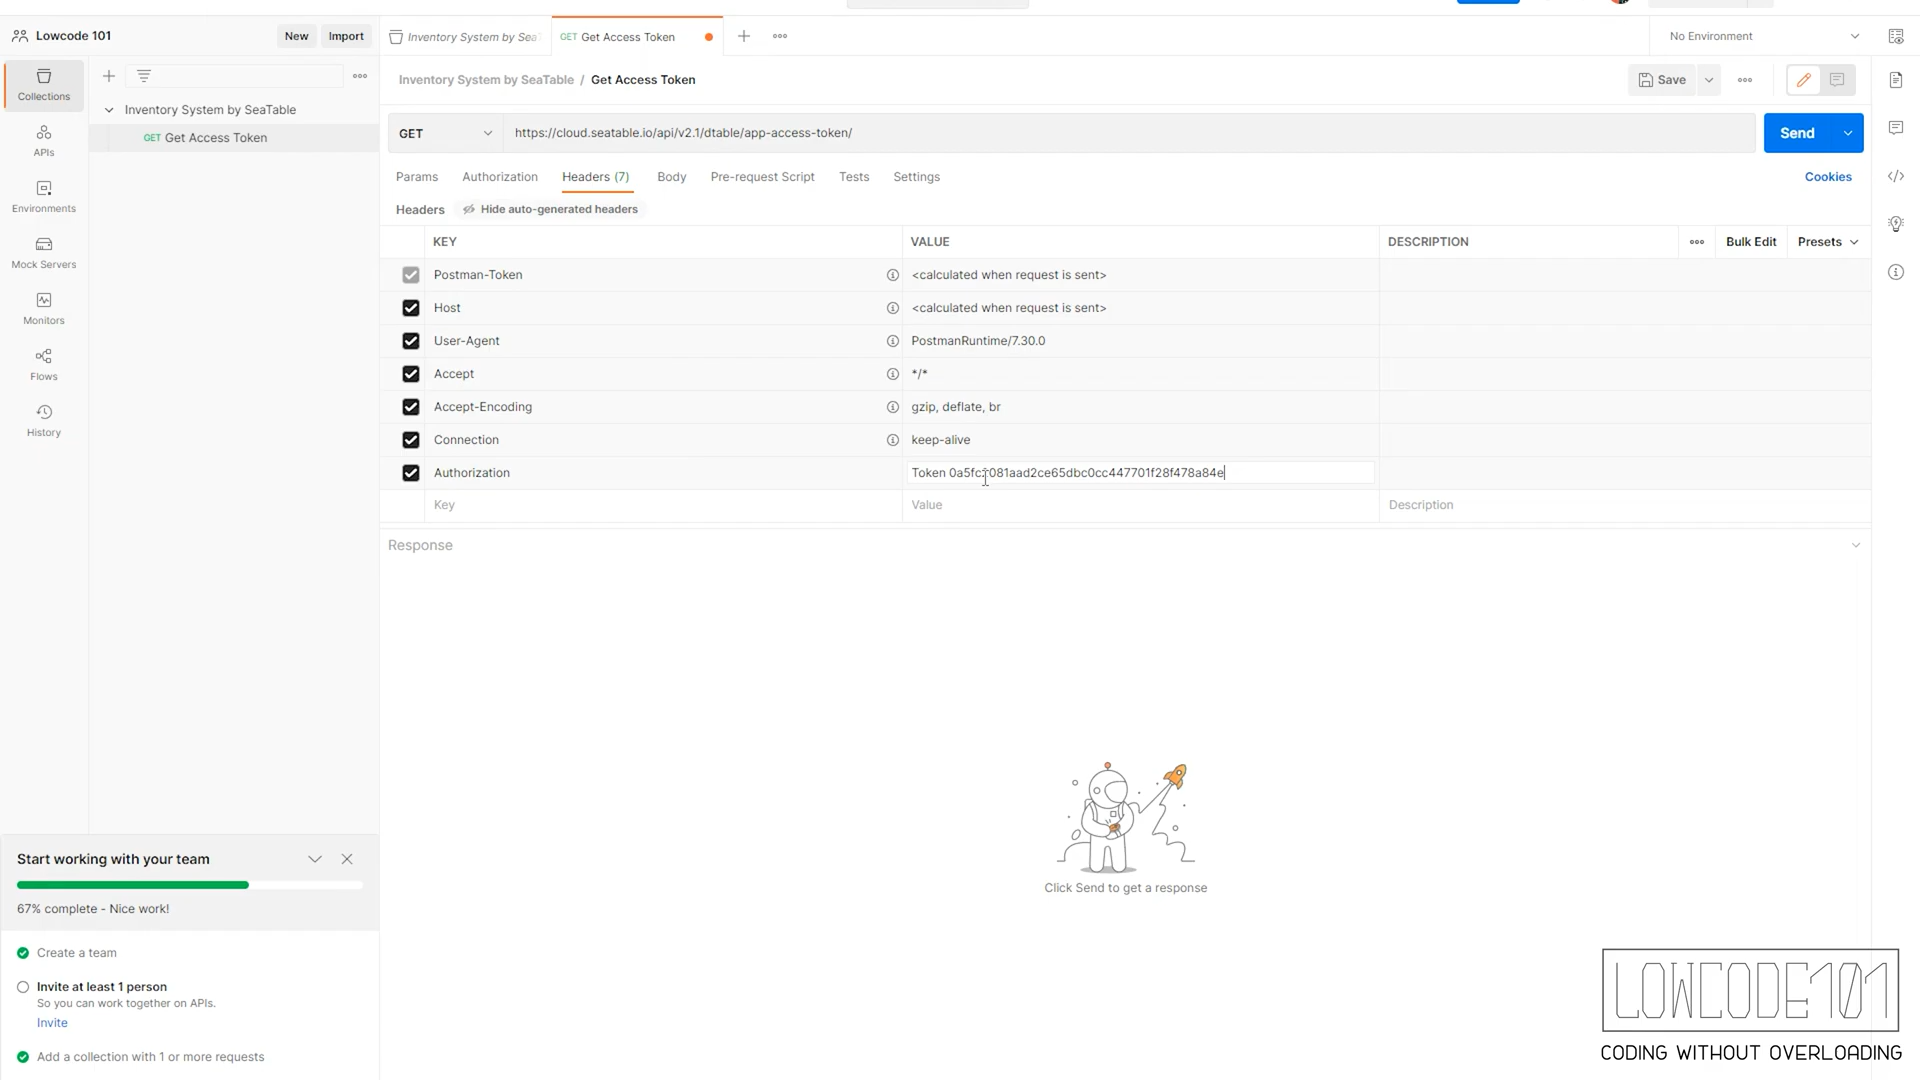 Lowcode 101
New
Import
Inventory System by Sea
GET Get Access Token
No Environment
Collections
APIs
Environments
Mock Servers
Monitors
Flows
History
Inventory System by SeaTable
GET Get Access Token
Inventory System by SeaTable / Get Access Token
Save
GET
https://cloud.seatable.io/api/v2.1/dtable/app-access-token/
Send
Params
Authorization
Headers (7)
Body
Pre-request Script
Tests
Settings
Cookies
Headers
Hide auto-generated headers
KEY
VALUE
DESCRIPTION
Bulk Edit
Presets
Postman-Token
<calculated when request is sent>
Host
<calculated when request is sent>
User-Agent
PostmanRuntime/7.30.0
Accept
*/*
Accept-Encoding
gzip, deflate, br
Connection
keep-alive
Authorization
Token
Key
Value
Description
Response
Click Send to get a response
Start working with your team
67% complete - Nice work!
Create a team
Invite at least 1 person
So you can work together on APIs.
Invite
Add a collection with 1 or more requests
LOWCODE101
CODING WITHOUT OVERLOADING